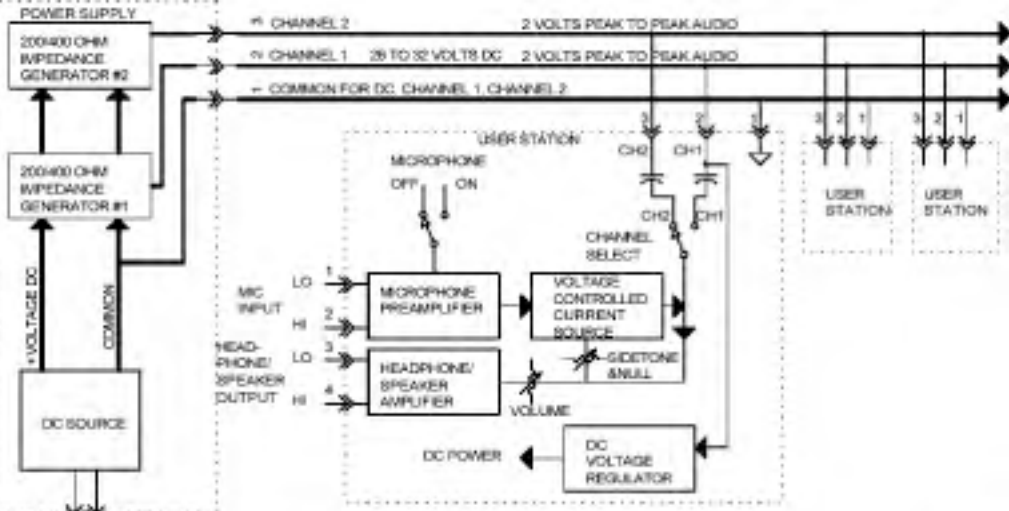 POWER SUPPLY
200/400 OHM
IMPEDANCE
GENERATOR #2
200/400 OHM
IMPEDANCE
GENERATOR #1
+VOLTAGE DC
COMMON
DC SOURCE
3 CHANNEL 2 2 VOLTS PEAK TO PEAK AUDIO
2 CHANNEL 1 26 TO 32 VOLTS DC 2 VOLTS PEAK TO PEAK AUDIO
1 COMMON FOR DC, CHANNEL 1, CHANNEL 2
USER STATION
3 2 1
CH2 CH1
MICROPHONE
OFF ON
CH2 CH1
CHANNEL
SELECT
MIC
INPUT
LO 1
HI 2
MICROPHONE
PREAMPLIFIER
VOLTAGE
CONTROLLED
CURRENT
SOURCE
HEAD-
PHONE/
SPEAKER
OUTPUT
LO 3
HI 4
HEADPHONE/
SPEAKER
AMPLIFIER
SIDETONE
&NULL
VOLUME
DC POWER
DC
VOLTAGE
REGULATOR
3 2 1
USER
STATION
3 2 1
USER
STATION